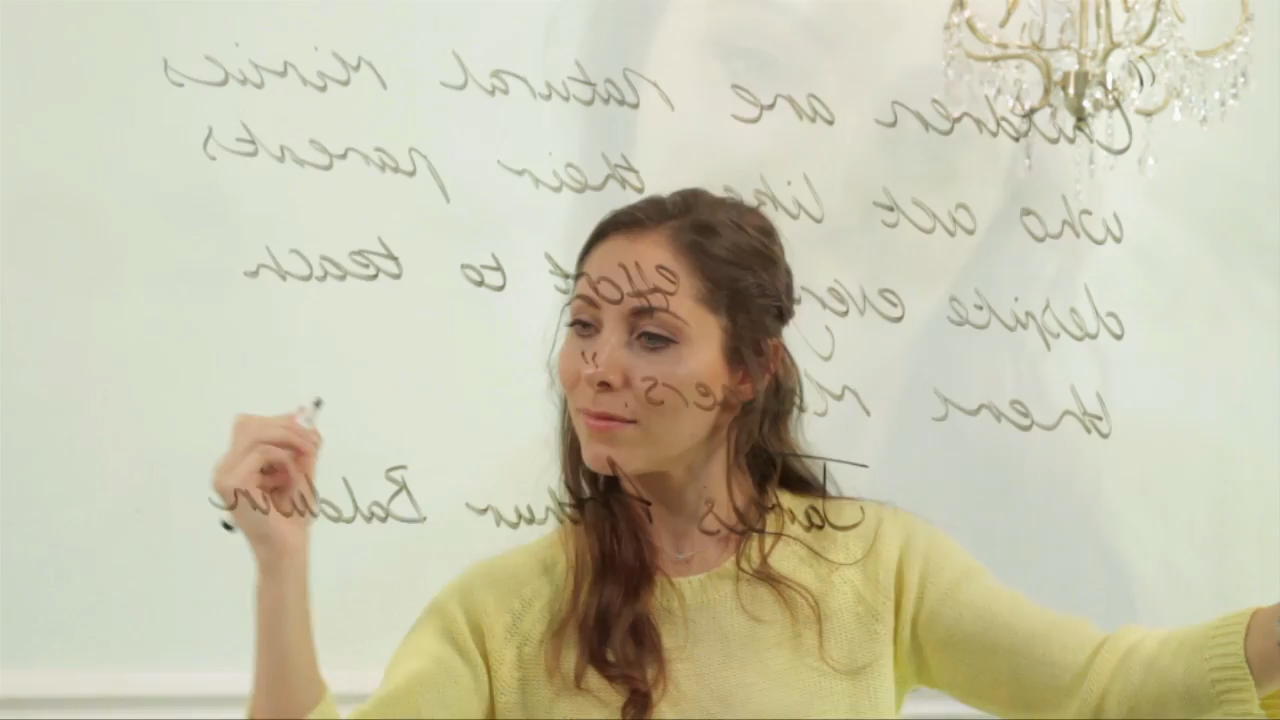 "Children are natural mimics
who act like their parents
despite every effort to teach
them manners"
James Arthur Baldwin